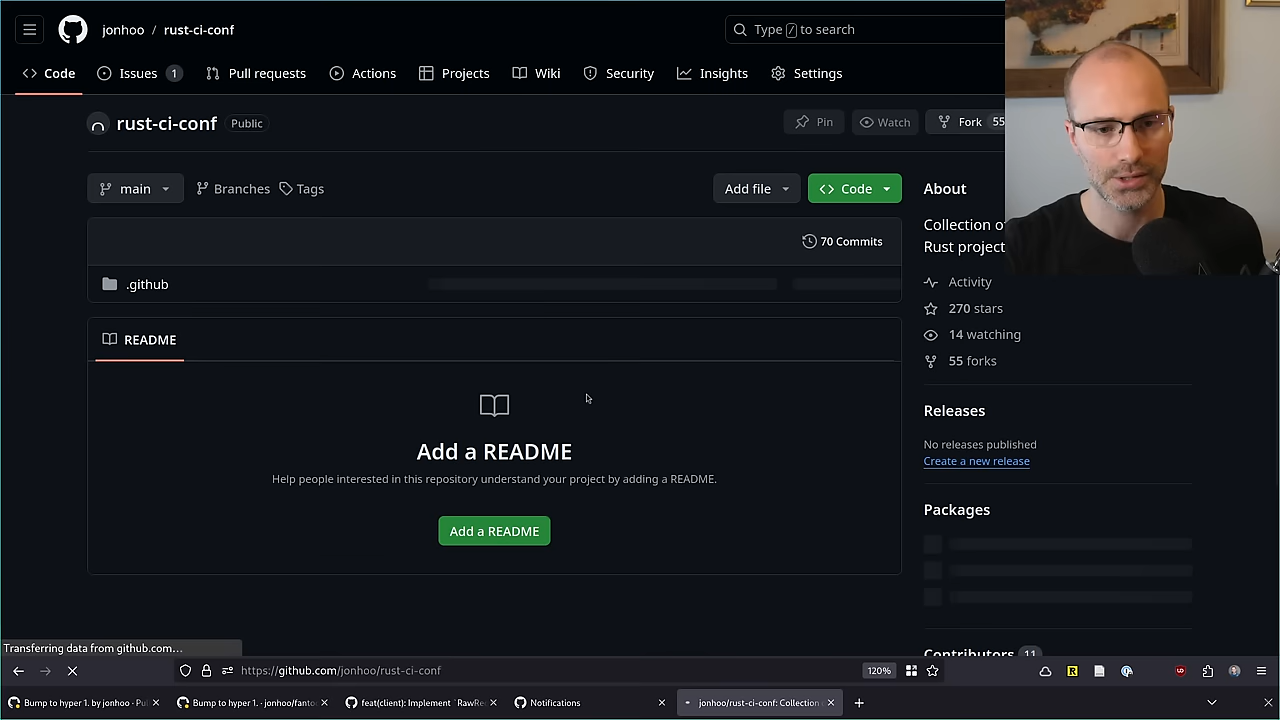 jonhoo / rust-ci-conf
Type / to search
Code
Issues 1
Pull requests
Actions
Projects
Wiki
Security
Insights
Settings
rust-ci-conf Public
Pin
Watch
Fork 55
main
Branches
Tags
Add file
Code
70 Commits
.github
README
Add a README
Help people interested in this repository understand your project by adding a README.
Add a README
About
Collection o
Rust project
Activity
270 stars
14 watching
55 forks
Releases
No releases published
Create a new release
Packages
Contributors 11
Transferring data from github.com…
https://github.com/jonhoo/rust-ci-conf
120%
Bump to hyper 1. by jonhoo · Pu
Bump to hyper 1. · jonhoo/fanto
feat(client): Implement `RawRe
Notifications
jonhoo/rust-ci-conf: Collection